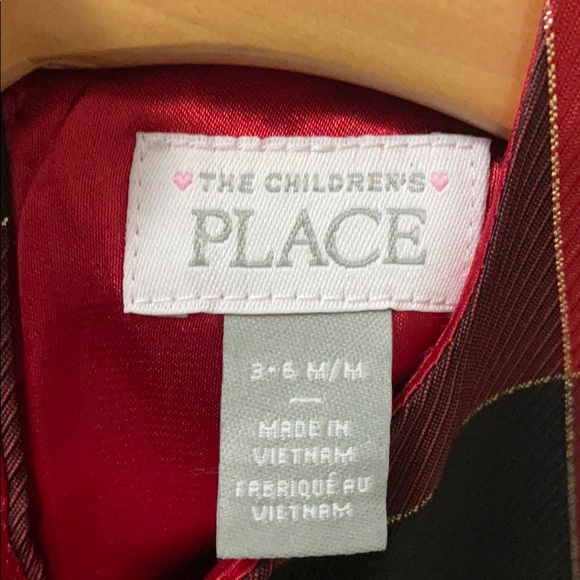 THE CHILDREN'S
PLACE
3-6 M/M
MADE IN
VIETNAM
FABRIQUÉ AU
VIETNAM